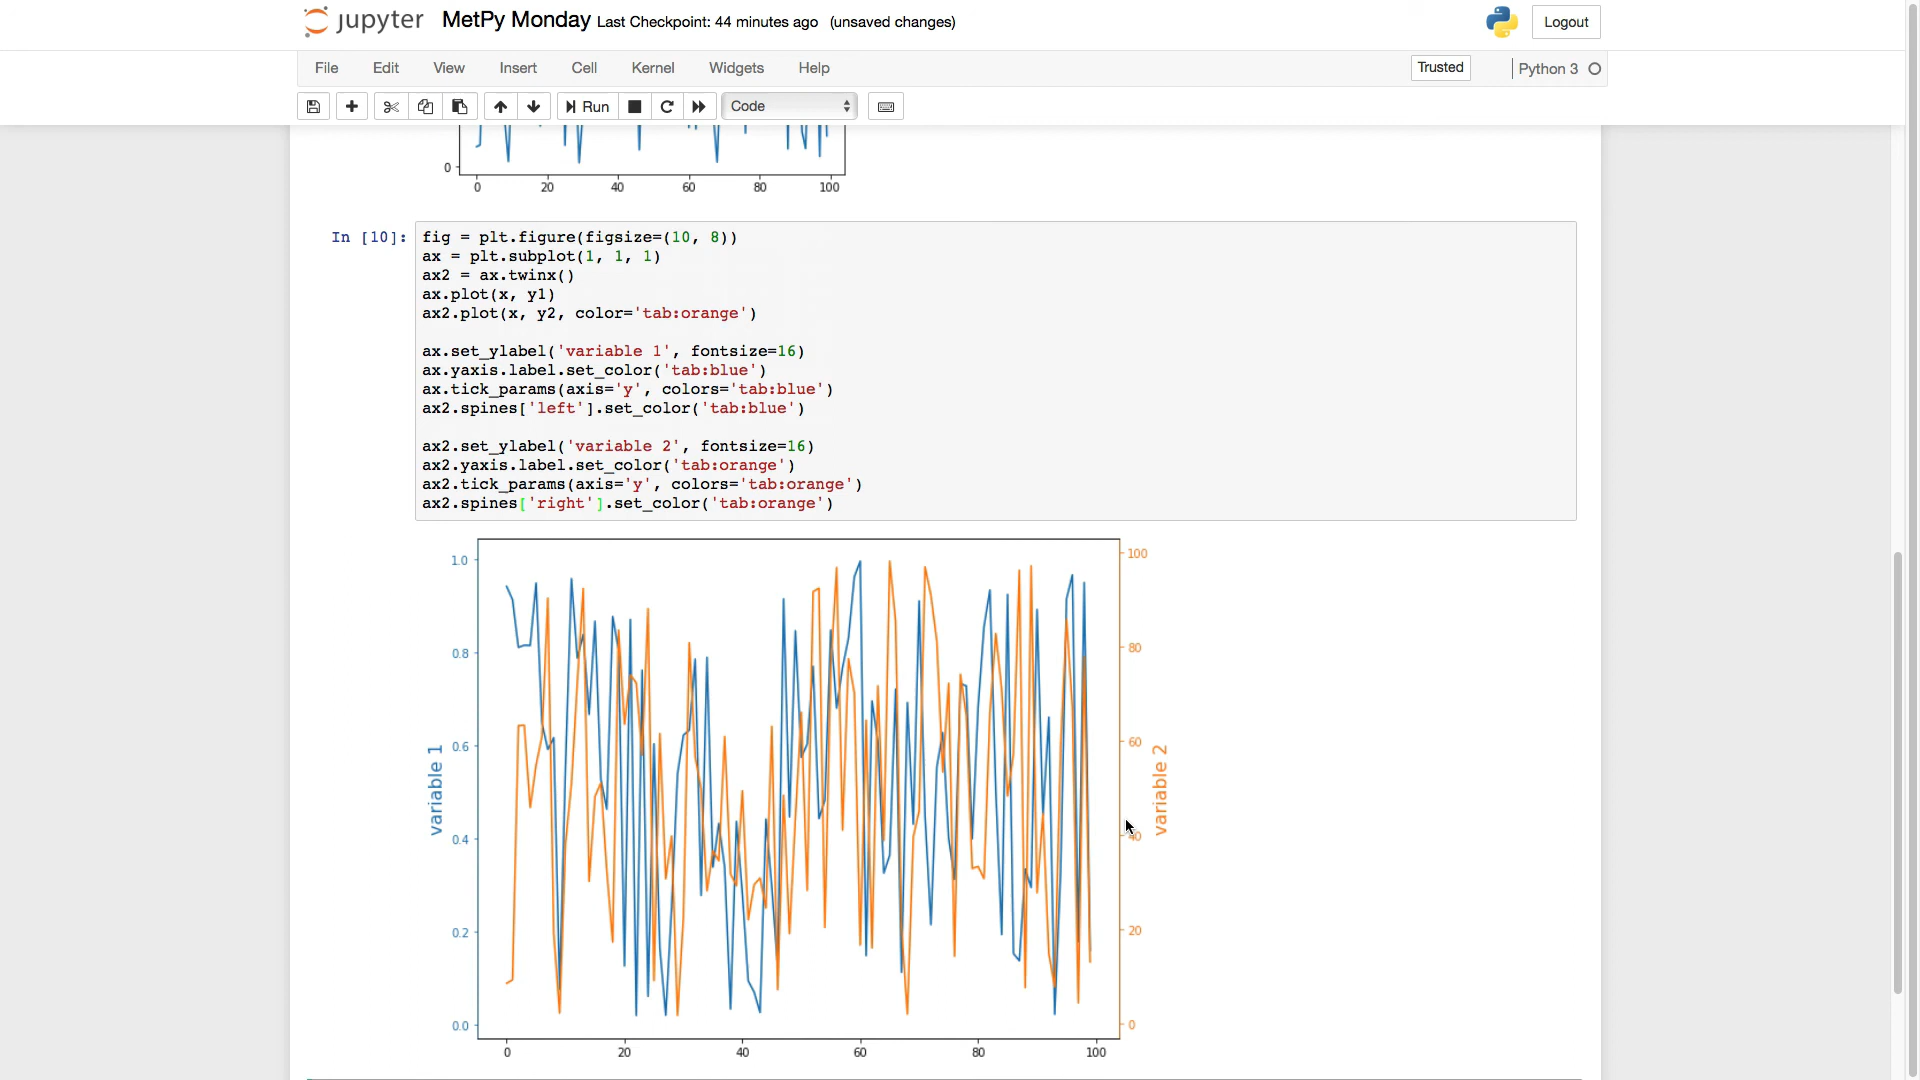 jupyter MetPy Monday Last Checkpoint: 44 minutes ago (unsaved changes) Logout
File Edit View Insert Cell Kernel Widgets Help Trusted Python 3
Run Code
0
0 20 40 60 80 100
In [10]: fig = plt.figure(figsize=(10, 8))
ax = plt.subplot(1, 1, 1)
ax2 = ax.twinx()
ax.plot(x, y1)
ax2.plot(x, y2, color='tab:orange')
ax.set_ylabel('variable 1', fontsize=16)
ax.yaxis.label.set_color('tab:blue')
ax.tick_params(axis='y', colors='tab:blue')
ax2.spines['left'].set_color('tab:blue')
ax2.set_ylabel('variable 2', fontsize=16)
ax2.yaxis.label.set_color('tab:orange')
ax2.tick_params(axis='y', colors='tab:orange')
ax2.spines['right'].set_color('tab:orange')
1.0
0.8
0.6
0.4
0.2
0.0
variable 1
100
80
60
40
20
0
variable 2
0 20 40 60 80 100